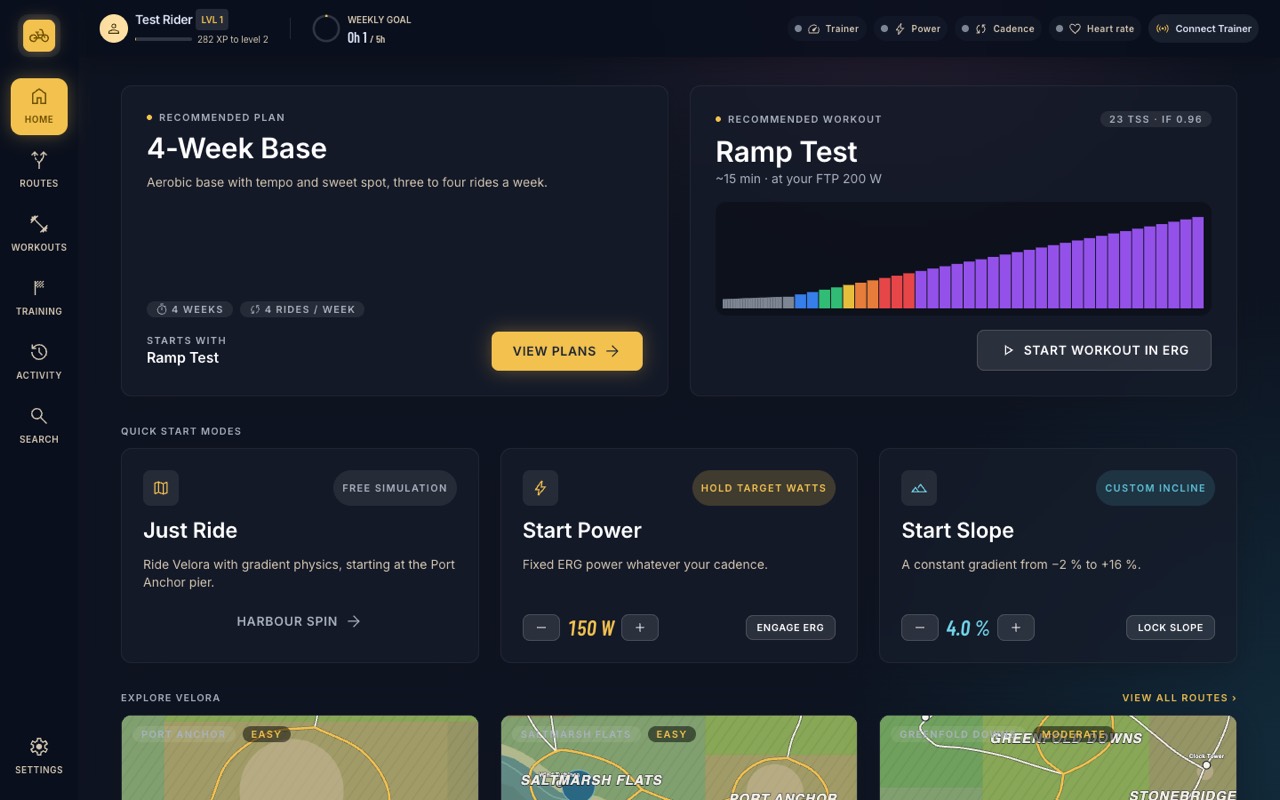 Test Rider LVL 1
282 XP to level 2
WEEKLY GOAL
0h 1 / 5h
Trainer
Power
Cadence
Heart rate
Connect Trainer
HOME
ROUTES
WORKOUTS
TRAINING
ACTIVITY
SEARCH
SETTINGS
RECOMMENDED PLAN
4-Week Base
Aerobic base with tempo and sweet spot, three to four rides a week.
4 WEEKS
4 RIDES / WEEK
STARTS WITH
Ramp Test
VIEW PLANS
RECOMMENDED WORKOUT
23 TSS · IF 0.96
Ramp Test
~15 min · at your FTP 200 W
START WORKOUT IN ERG
QUICK START MODES
FREE SIMULATION
Just Ride
Ride Velora with gradient physics, starting at the Port
Anchor pier.
HARBOUR SPIN
HOLD TARGET WATTS
Start Power
Fixed ERG power whatever your cadence.
150 W
ENGAGE ERG
CUSTOM INCLINE
Start Slope
A constant gradient from −2 % to +16 %.
4.0 %
LOCK SLOPE
EXPLORE VELORA
VIEW ALL ROUTES ›
PORT ANCHOR
EASY
SALTMARSH FLATS
EASY
SALTMARSH FLATS
PORT ANCHOR
GREENFOLD DOWNS
MODERATE
GREENFOLD DOWNS
Clock Tower
STONEBRIDGE